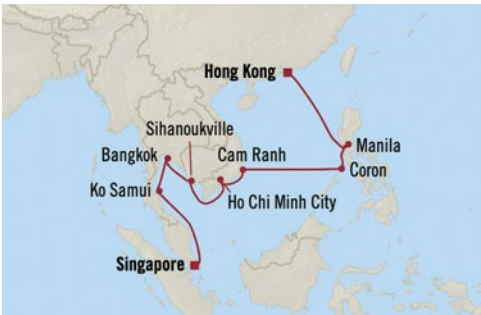 Hong Kong
Sihanoukville
Manila
Bangkok
Cam Ranh
Coron
Ko Samui
Ho Chi Minh City
Singapore